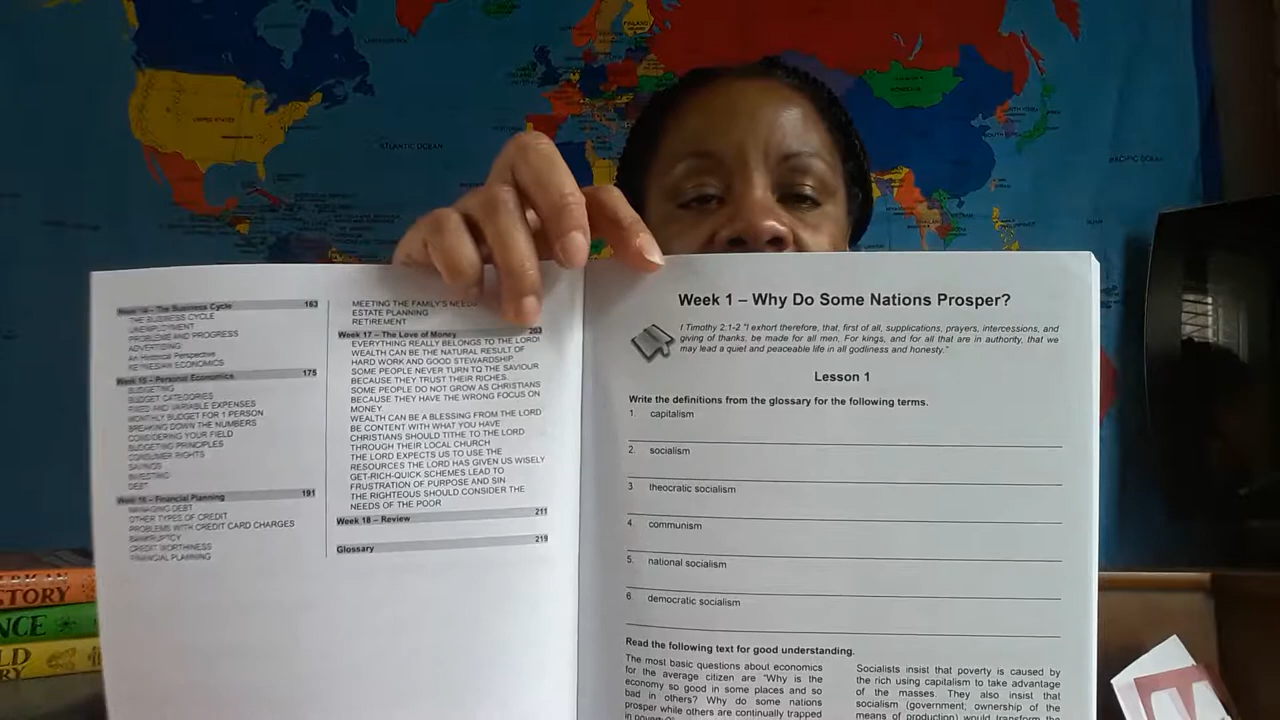 UNITED STATES
ATLANTIC OCEAN
FINLAND
MONGOLIA
PACIFIC OCEAN
Week 14 – The Business Cycle 163
THE BUSINESS CYCLE
UNEMPLOYMENT
PROBLEMS AND PROGRESS
ADVERTISING
An Historical Perspective
KEYNESIAN ECONOMICS
Week 15 – Personal Economics 175
BUDGETING
BUDGET CATEGORIES
FIXED AND VARIABLE EXPENSES
MONTHLY BUDGET FOR 1 PERSON
BREAKING DOWN THE NUMBERS
CONSIDERING YOUR FIELD
BUDGETING PRINCIPLES
CONSUMER RIGHTS
SAVINGS
INVESTING
DEBT
Week 16 – Financial Planning 191
MANAGING DEBT
OTHER TYPES OF CREDIT
PROBLEMS WITH CREDIT CARD CHARGES
BANKRUPTCY
CREDIT WORTHINESS
FINANCIAL PLANNING
MEETING THE FAMILY'S NEEDS
ESTATE PLANNING
RETIREMENT
Week 17 – The Love of Money 203
EVERYTHING REALLY BELONGS TO THE LORD!
WEALTH CAN BE THE NATURAL RESULT OF
HARD WORK AND GOOD STEWARDSHIP.
SOME PEOPLE NEVER TURN TO THE SAVIOUR
BECAUSE THEY TRUST THEIR RICHES.
SOME PEOPLE DO NOT GROW AS CHRISTIANS
BECAUSE THEY HAVE THE WRONG FOCUS ON
MONEY.
WEALTH CAN BE A BLESSING FROM THE LORD
BE CONTENT WITH WHAT YOU HAVE
CHRISTIANS SHOULD TITHE TO THE LORD
THROUGH THEIR LOCAL CHURCH
THE LORD EXPECTS US TO USE THE
RESOURCES THE LORD HAS GIVEN US WISELY
GET-RICH-QUICK SCHEMES LEAD TO
FRUSTRATION OF PURPOSE AND SIN
THE RIGHTEOUS SHOULD CONSIDER THE
NEEDS OF THE POOR
Week 18 – Review 211
Glossary 219
Week 1 – Why Do Some Nations Prosper?
I Timothy 2:1-2 "I exhort therefore, that, first of all, supplications, prayers, intercessions, and
giving of thanks, be made for all men. For kings, and for all that are in authority, that we
may lead a quiet and peaceable life in all godliness and honesty."
Lesson 1
Write the definitions from the glossary for the following terms.
1. capitalism
2. socialism
3 theocratic socialism
4. communism
5. national socialism
6. democratic socialism
Read the following text for good understanding.
The most basic questions about economics
for the average citizen are "Why is the
economy so good in some places and so
bad in others? Why do some nations
prosper while others are continually trapped
Socialists insist that poverty is caused by
the rich using capitalism to take advantage
of the masses. They also insist that
socialism (government; ownership of the
means of production) would transform the